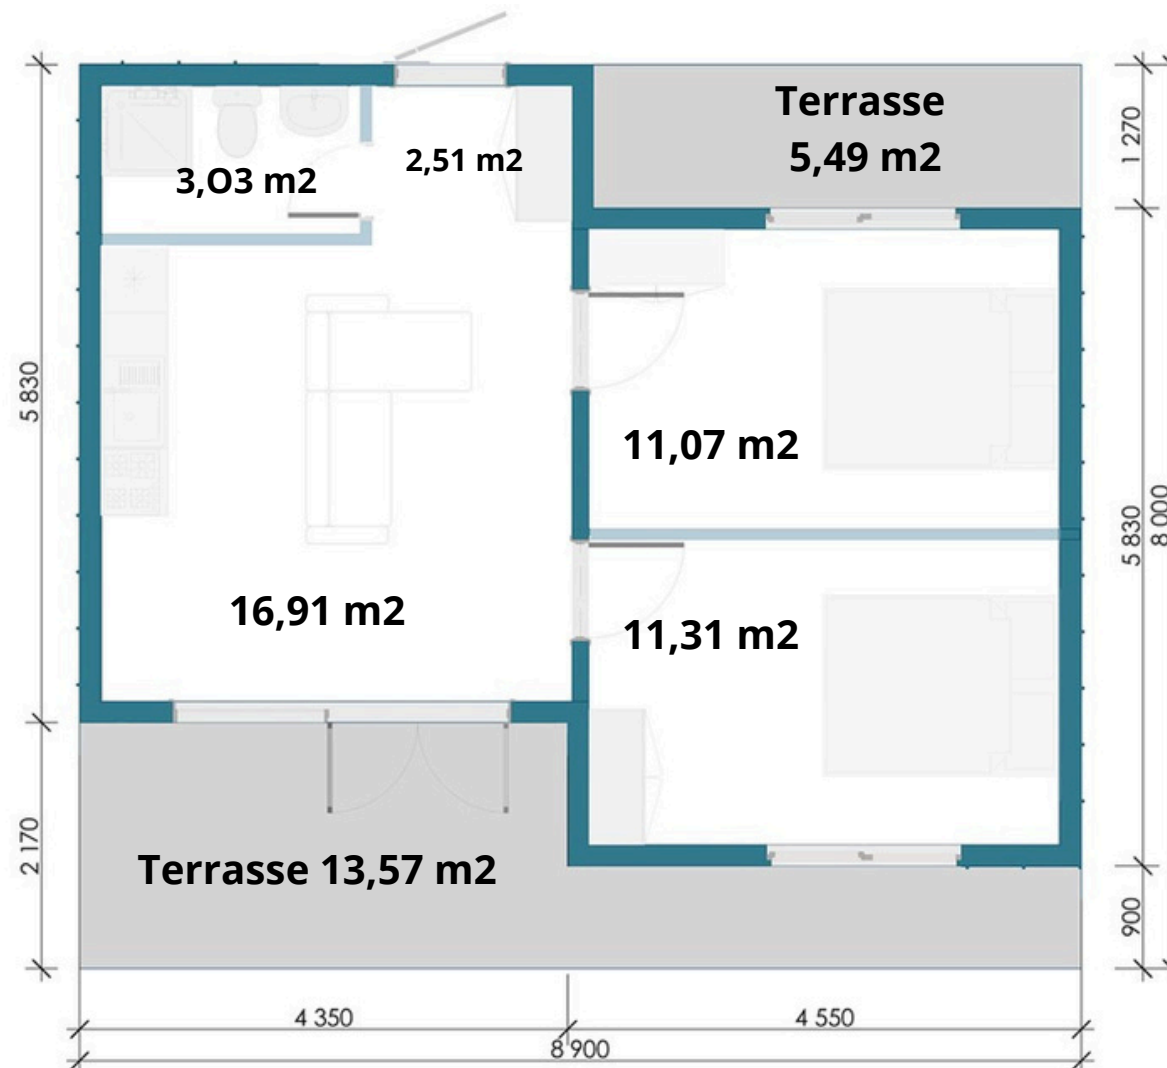 Terrasse
5,49 m2
3,O3 m2
2,51 m2
1 270
5 830
11,07 m2
5 830
8 000
16,91 m2
11,31 m2
2 170
Terrasse 13,57 m2
900
4 350
4 550
8 900